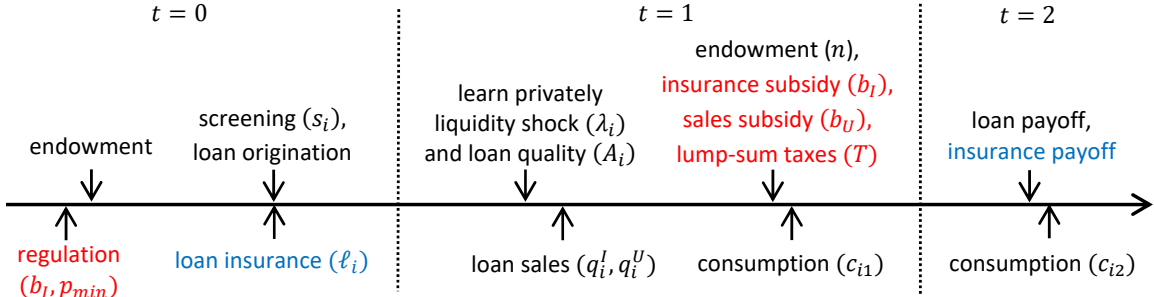 t = 0
t = 1
t = 2
endowment
screening (s_i),
loan origination
learn privately
liquidity shock (λ_i)
and loan quality (A_i)
endowment (n),
insurance subsidy (b_I),
sales subsidy (b_U),
lump-sum taxes (T)
loan payoff,
insurance payoff
regulation
(b_I, p_min)
loan insurance (ℓ_i)
loan sales (q_i^I, q_i^U)
consumption (c_i1)
consumption (c_i2)